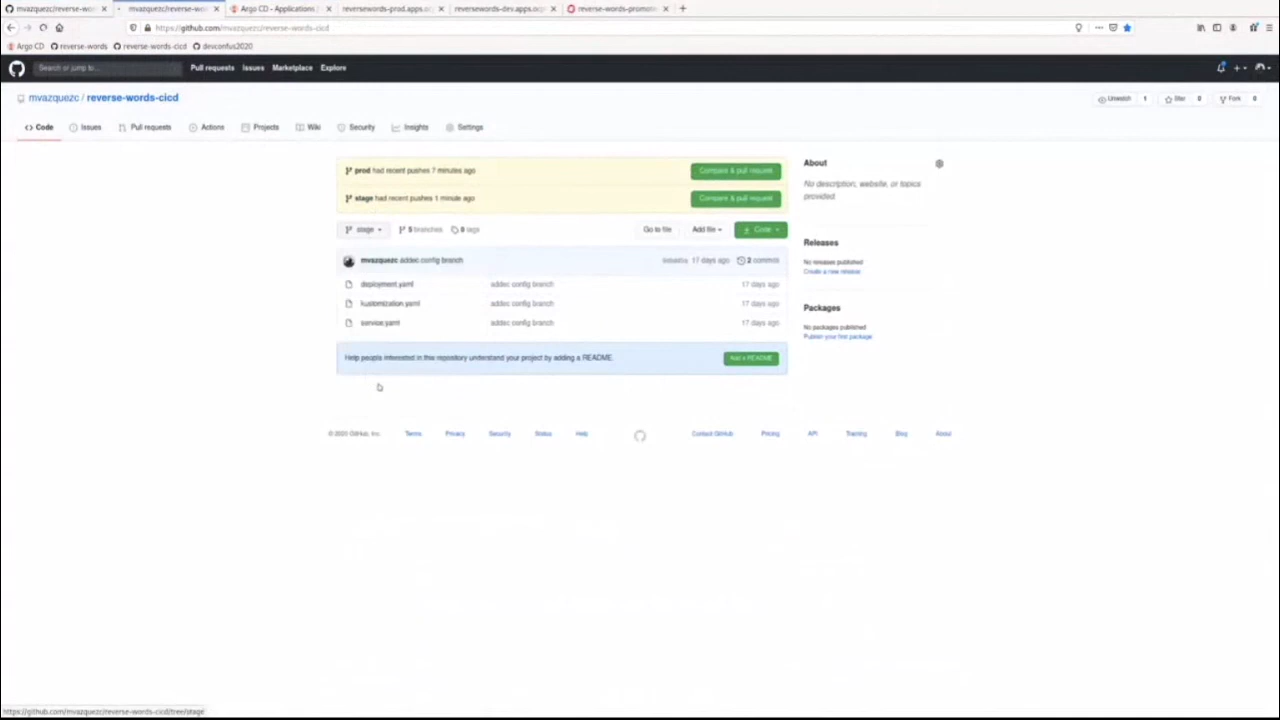 mvazquezc/reverse-wo
mvazquezc/reverse-wo
Argo CD - Applications
reversewords-prod.apps.oc
reversewords-dev.apps.oc
reverse-words-promot
https://github.com/mvazquezc/reverse-words-cicd
Argo CD reverse-words reverse-words-cicd devconfus2020
Search or jump to... Pull requests Issues Marketplace Explore
mvazquezc / reverse-words-cicd
Unwatch 1 Star 0 Fork 0
Code Issues Pull requests Actions Projects Wiki Security Insights Settings
prod had recent pushes 7 minutes ago Compare & pull request
stage had recent pushes 1 minute ago Compare & pull request
stage 5 branches 0 tags Go to file Add file Code
mvazquezc added config branch 17 days ago 2 commits
deployment.yaml added config branch 17 days ago
kustomization.yaml added config branch 17 days ago
service.yaml added config branch 17 days ago
Help people interested in this repository understand your project by adding a README. Add a README
About
No description, website, or topics
provided.
Releases
No releases published
Create a new release
Packages
No packages published
Publish your first package
© 2020 GitHub, Inc. Terms Privacy Security Status Help Contact GitHub Pricing API Training Blog About
https://github.com/mvazquezc/reverse-words-cicd/tree/stage